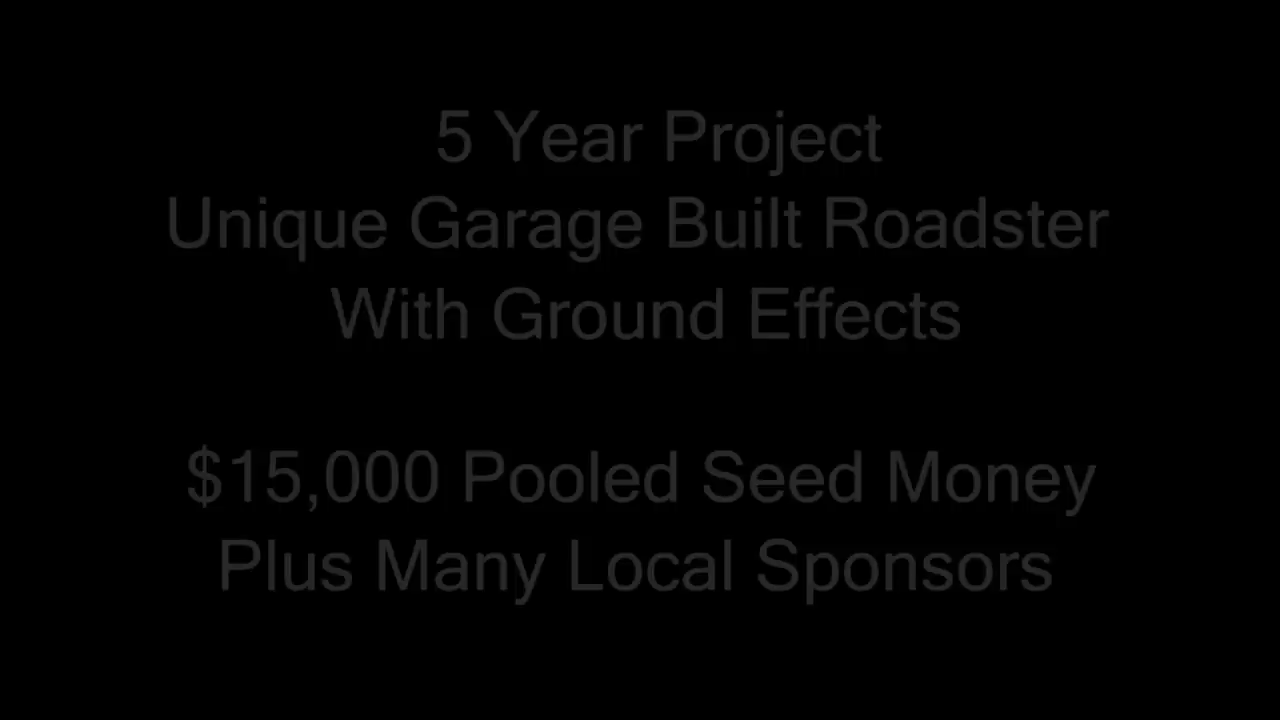 5 Year Project
Unique Garage Built Roadster
With Ground Effects
$15,000 Pooled Seed Money
Plus Many Local Sponsors